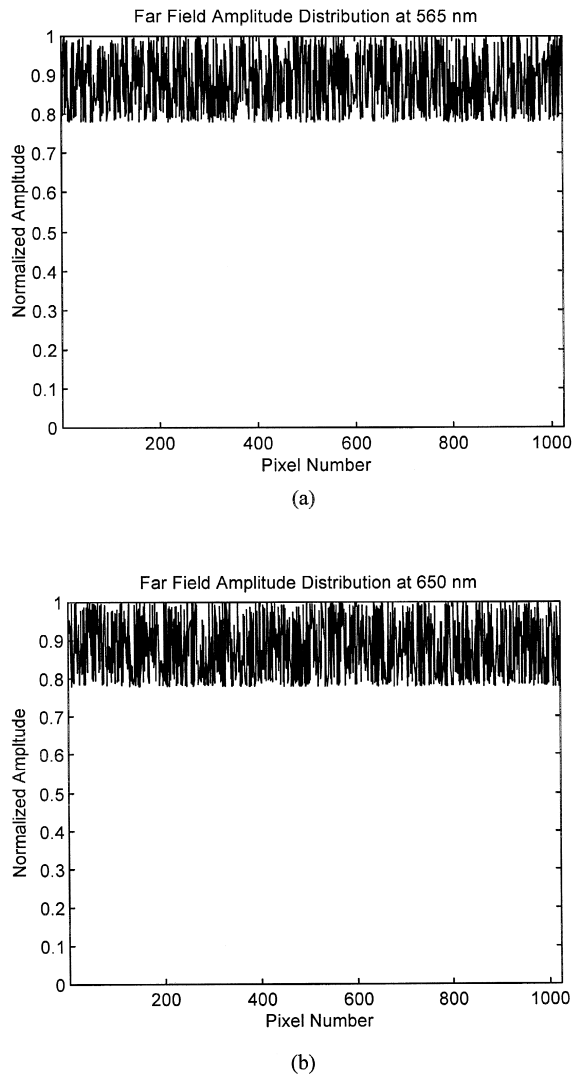 Far Field Amplitude Distribution at 565 nm
1
0.9
0.8
0.7
0.6
0.5
0.4
0.3
0.2
0.1
0
Normalized Ampltude
200 400 600 800 1000
Pixel Number
(a)
Far Field Amplitude Distribution at 650 nm
1
0.9
0.8
0.7
0.6
0.5
0.4
0.3
0.2
0.1
0
Normalized Ampltude
200 400 600 800 1000
Pixel Number
(b)